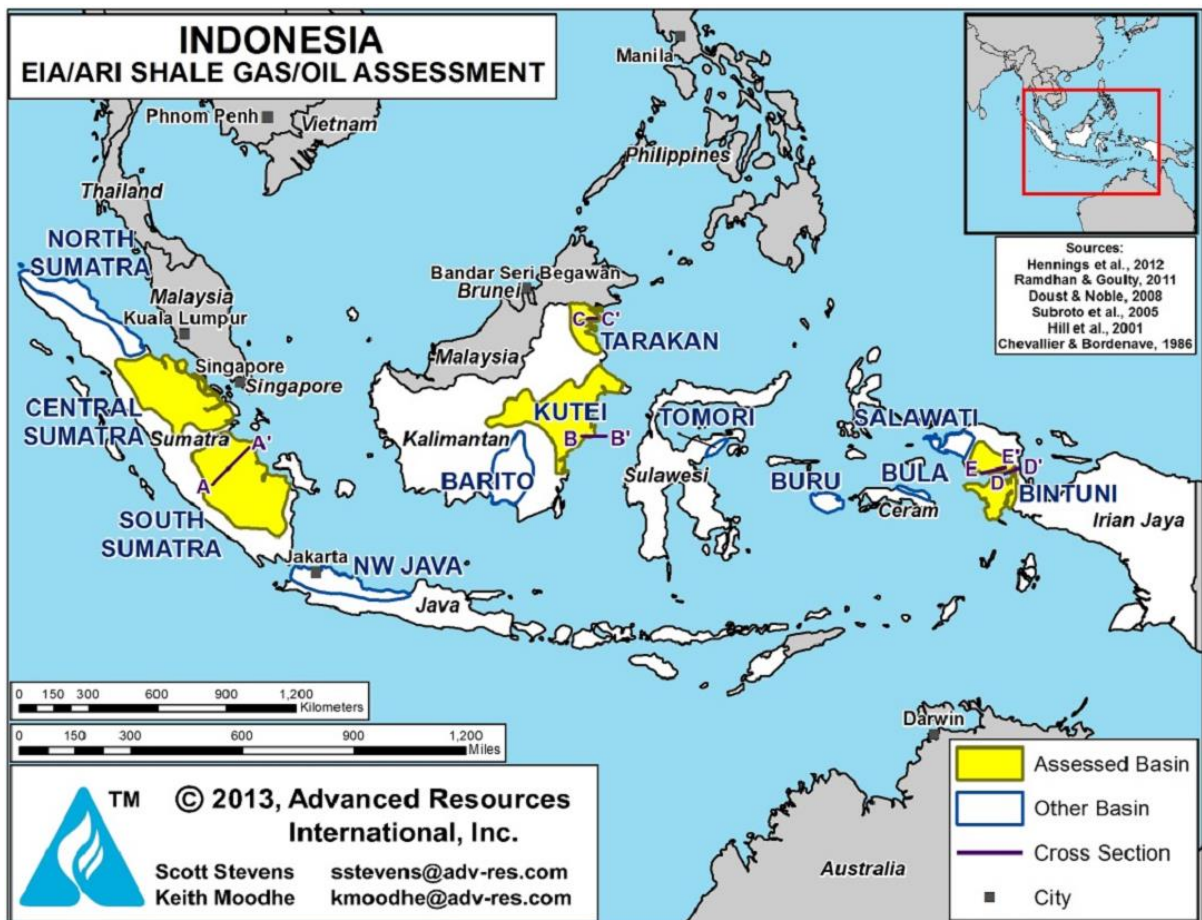 INDONESIA
EIA/ARI SHALE GAS/OIL ASSESSMENT
Manila
Phnom Penh
Vietnam
Philippines
Thailand
NORTH
SUMATRA
Malaysia
Kuala Lumpur
Bandar Seri Begawan
Brunei
Sources:
Hennings et al., 2012
Ramdhan & Goulty, 2011
Doust & Noble, 2008
Subroto et al., 2005
Hill et al., 2001
Chevallier & Bordenave, 1986
C C'
TARAKAN
Malaysia
Singapore
Singapore
CENTRAL
SUMATRA
Sumatra
A'
A
KUTEI
Kalimantan
B B'
BARITO
TOMORI
Sulawesi
SALAWATI
E E'
D D'
BURU
BULA
Ceram
BINTUNI
Irian Jaya
SOUTH
SUMATRA
Jakarta
NW JAVA
Java
0 150 300 600 900 1,200
Kilometers
0 150 300 600 900 1,200
Miles
Darwin
Australia
TM
© 2013, Advanced Resources
International, Inc.
Scott Stevens sstevens@adv-res.com
Keith Moodhe kmoodhe@adv-res.com
Assessed Basin
Other Basin
Cross Section
City